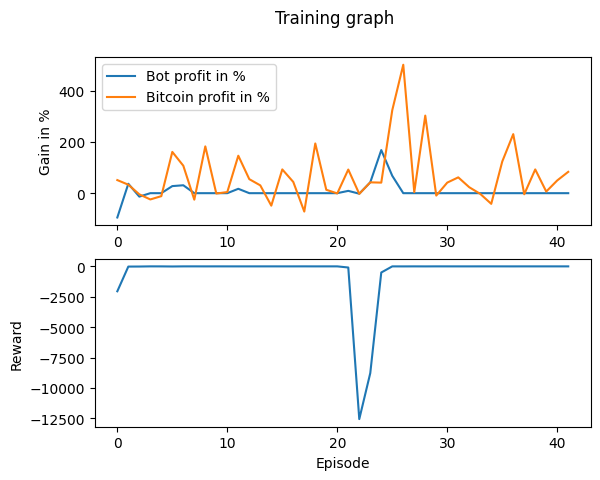 Training graph
Gain in %
400
200
0
Bot profit in %
Bitcoin profit in %
0 10 20 30 40
Reward
0
−2500
−5000
−7500
−10000
−12500
0 10 20 30 40
Episode